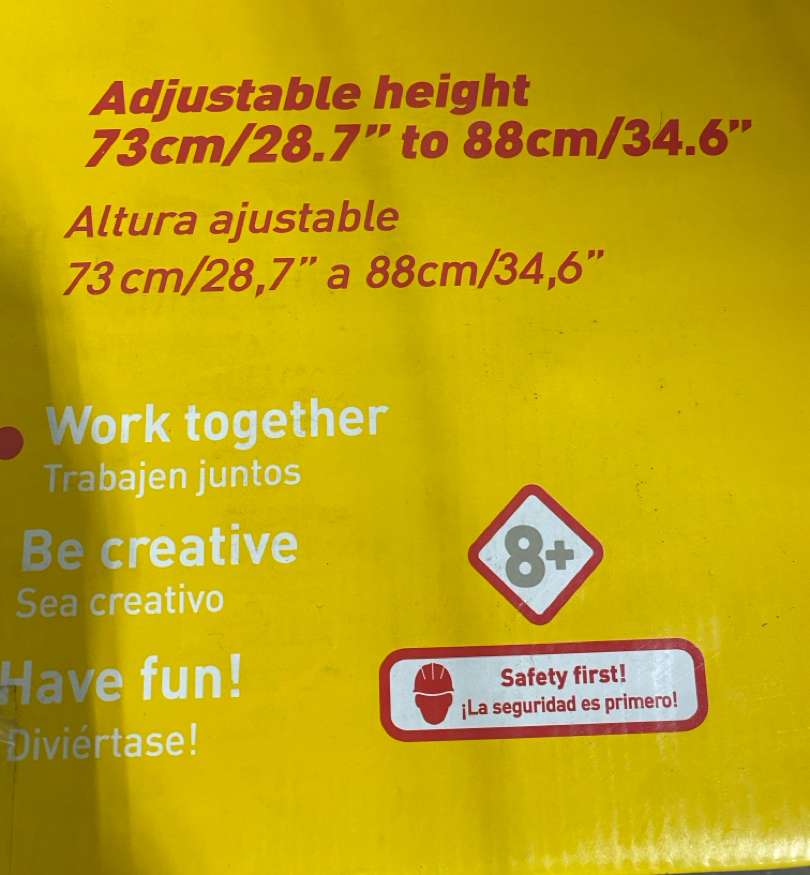 Adjustable height
73cm/28.7” to 88cm/34.6”
Altura ajustable
73 cm/28,7” a 88cm/34,6”
Work together
Trabajen juntos
Be creative
Sea creativo
8+
Have fun!
Diviértase!
Safety first!
¡La seguridad es primero!